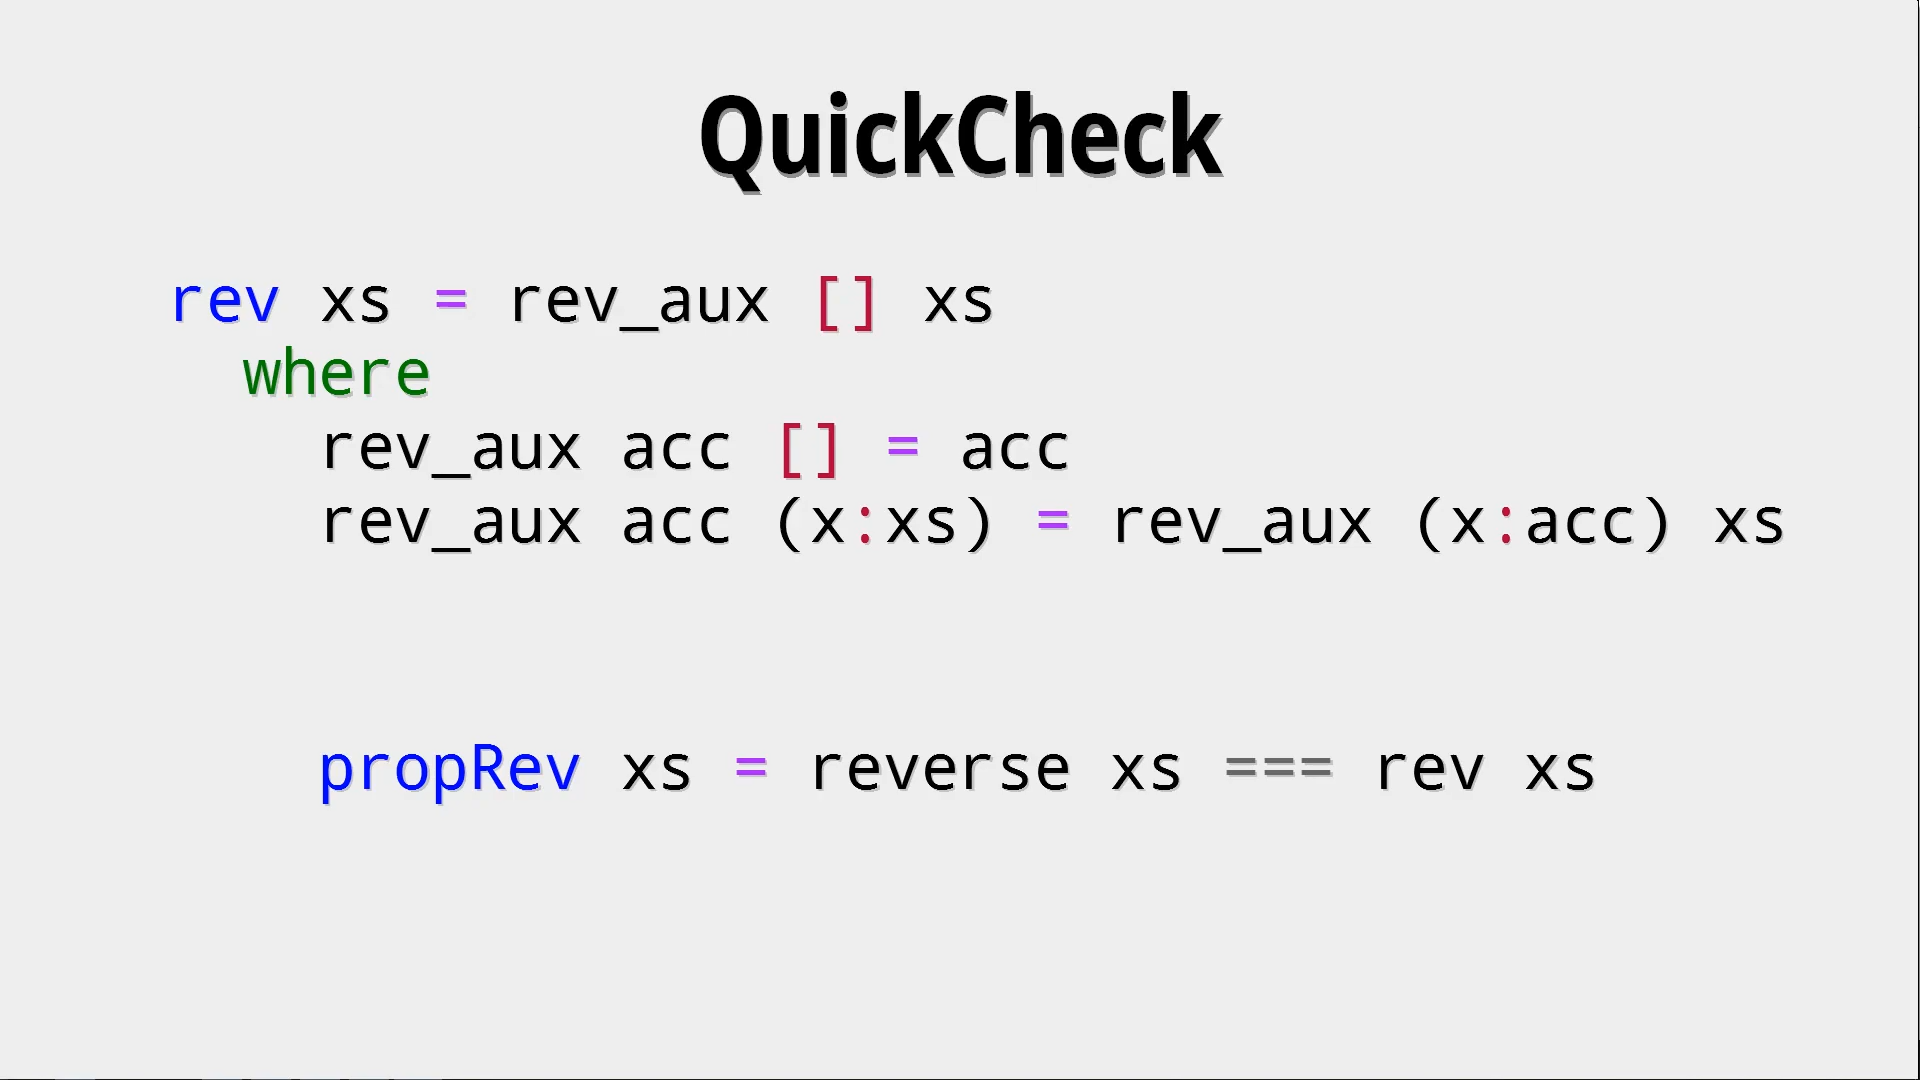 QuickCheck
rev xs = rev_aux [] xs
where
rev_aux acc [] = acc
rev_aux acc (x:xs) = rev_aux (x:acc) xs
propRev xs = reverse xs === rev xs